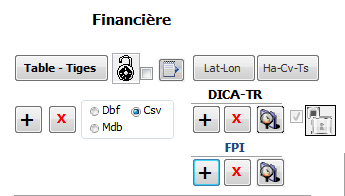 Financière
Table - Tiges
Lat-Lon
Ha-Cv-Ts
DICA-TR
+ x
Dbf Csv
Mdb
+ x
FPI
+ x